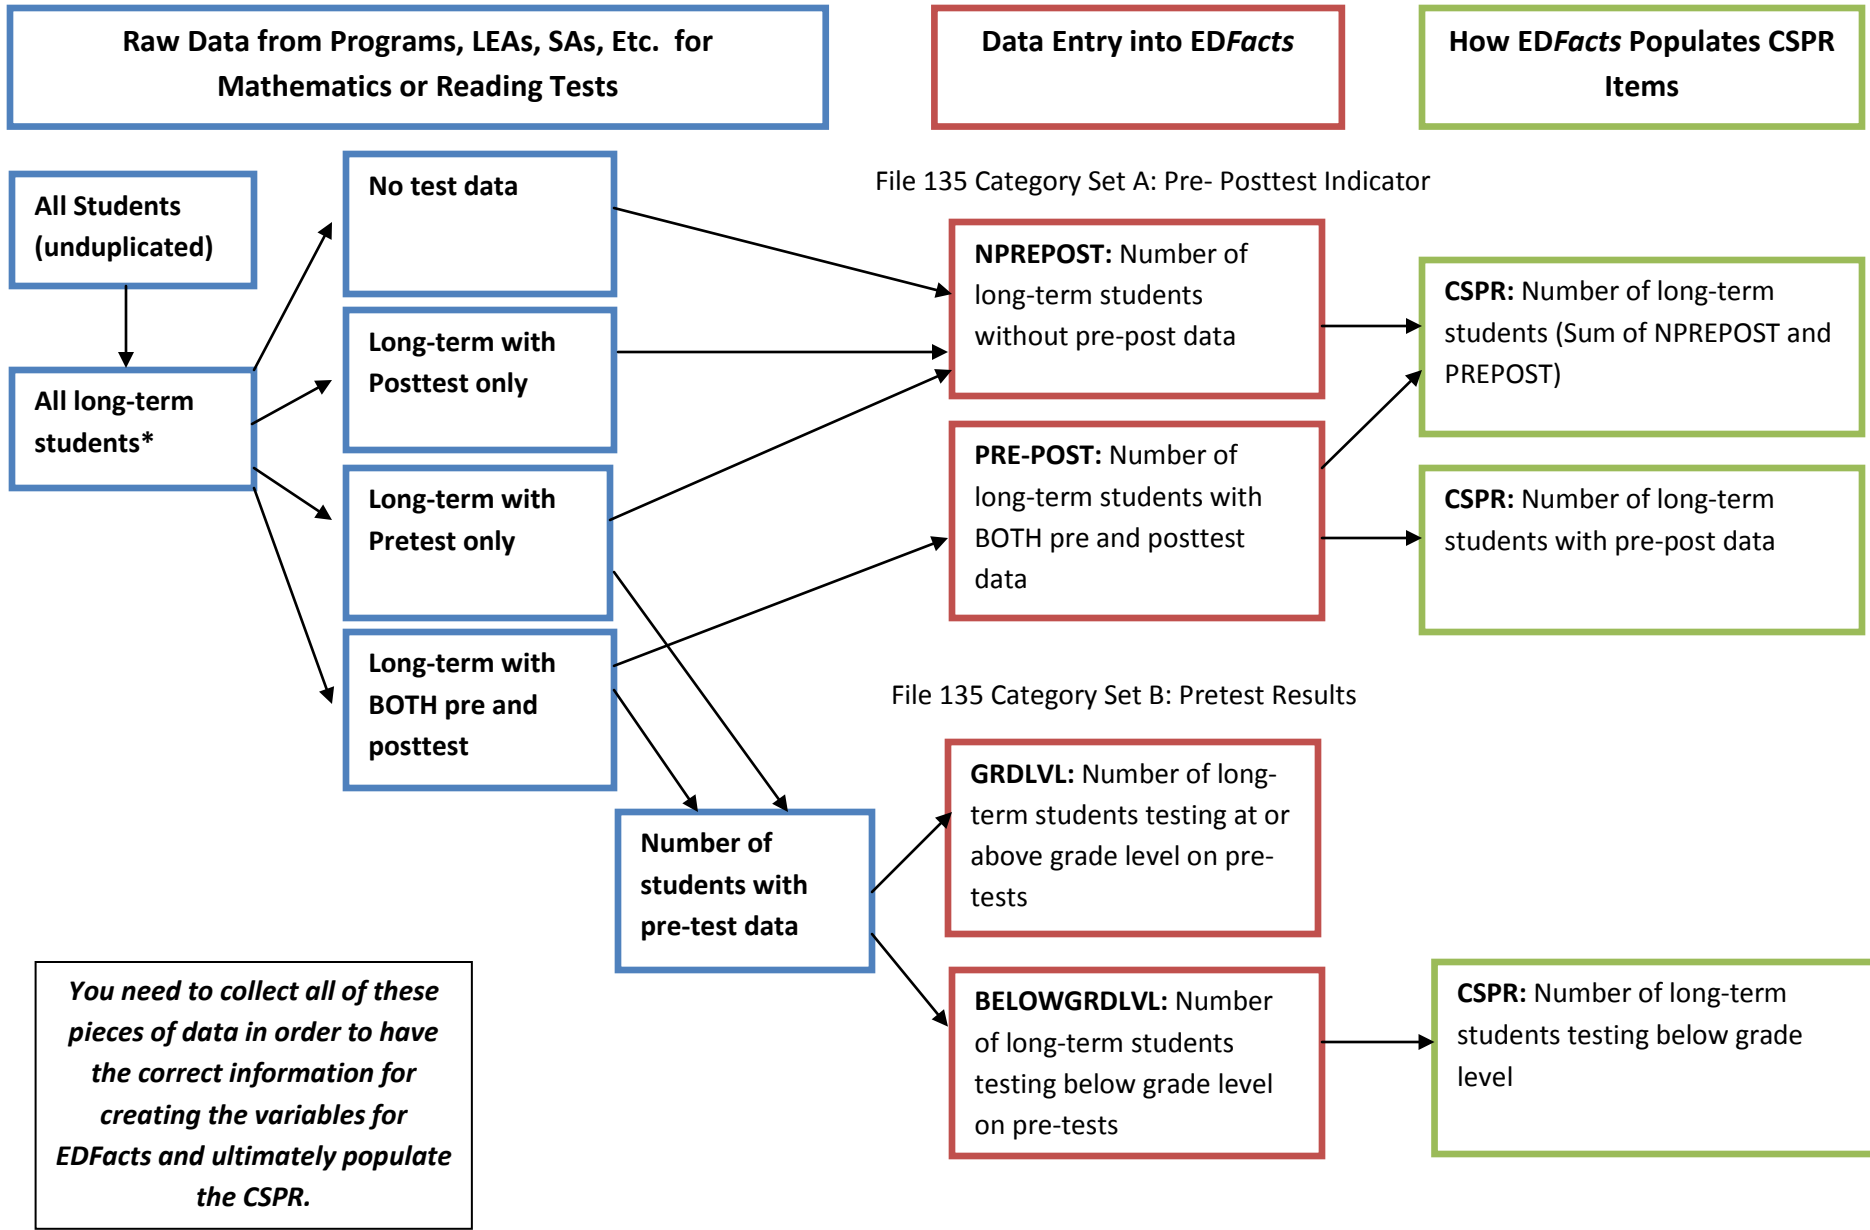 Raw Data from Programs, LEAs, SAs, Etc.  for
Mathematics or Reading Tests
Data Entry into EDFacts
How EDFacts Populates CSPR
Items
All Students
(unduplicated)
All long-term
students*
No test data
Long-term with
Posttest only
Long-term with
Pretest only
Long-term with
BOTH pre and
posttest
Number of
students with
pre-test data
File 135 Category Set A: Pre- Posttest Indicator
NPREPOST: Number of
long-term students
without pre-post data
PRE-POST: Number of
long-term students with
BOTH pre and posttest
data
File 135 Category Set B: Pretest Results
GRDLVL: Number of long-
term students testing at or
above grade level on pre-
tests
BELOWGRDLVL: Number
of long-term students
testing below grade level
on pre-tests
CSPR: Number of long-term
students (Sum of NPREPOST and
PREPOST)
CSPR: Number of long-term
students with pre-post data
CSPR: Number of long-term
students testing below grade
level
You need to collect all of these
pieces of data in order to have
the correct information for
creating the variables for
EDFacts and ultimately populate
the CSPR.